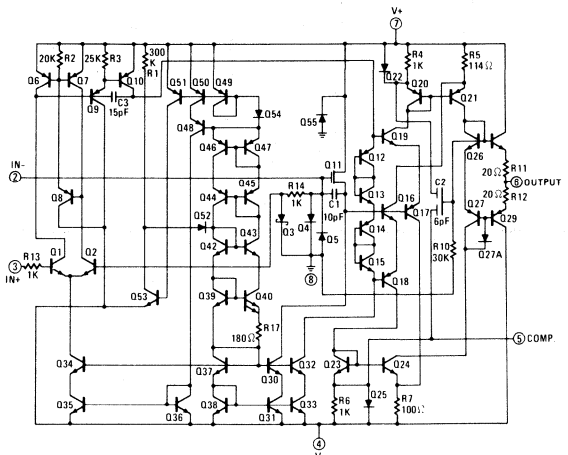 V+
7
20K R2
25K R3
300 K R1
R4 1K
R5 114Ω
Q6
Q7
Q10
Q9
C3 15pF
Q51
Q50
Q49
Q22
Q20
Q21
Q48
Q54
Q55
Q19
Q46
Q47
Q12
Q26
IN-
2
Q11
R11
20Ω
6 OUTPUT
20Ω
R12
Q8
Q44
Q45
R14 1K
C1 10pF
Q13
Q16
Q17
C2 6pF
Q27
Q29
Q52
Q3
Q4
Q5
Q14
R10 30K
Q27A
3
IN+
R13 1K
Q1
Q2
Q42
Q43
8
Q15
Q18
Q53
Q39
Q40
R17 180Ω
5 COMP.
Q34
Q37
Q30
Q32
Q23
Q24
Q35
Q36
Q38
Q31
Q33
R6 1K
Q25
R7 100Ω
4